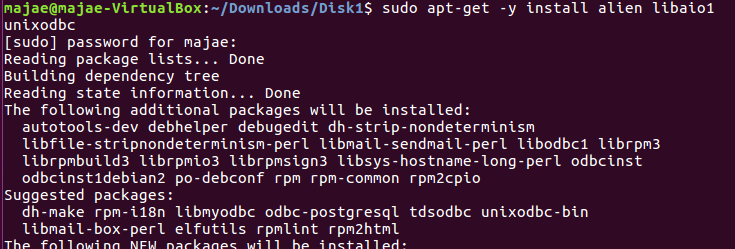 majae@majae-VirtualBox:~/Downloads/Disk1$ sudo apt-get -y install alien libaio1
unixodbc
[sudo] password for majae:
Reading package lists... Done
Building dependency tree
Reading state information... Done
The following additional packages will be installed:
  autotools-dev debhelper debugedit dh-strip-nondeterminism
  libfile-stripnondeterminism-perl libmail-sendmail-perl libodbc1 librpm3
  librpmbuild3 librpmio3 librpmsign3 libsys-hostname-long-perl odbcinst
  odbcinst1debian2 po-debconf rpm rpm-common rpm2cpio
Suggested packages:
  dh-make rpm-i18n libmyodbc odbc-postgresql tdsodbc unixodbc-bin
  libmail-box-perl elfutils rpmlint rpm2html
The following NEW packages will be installed: